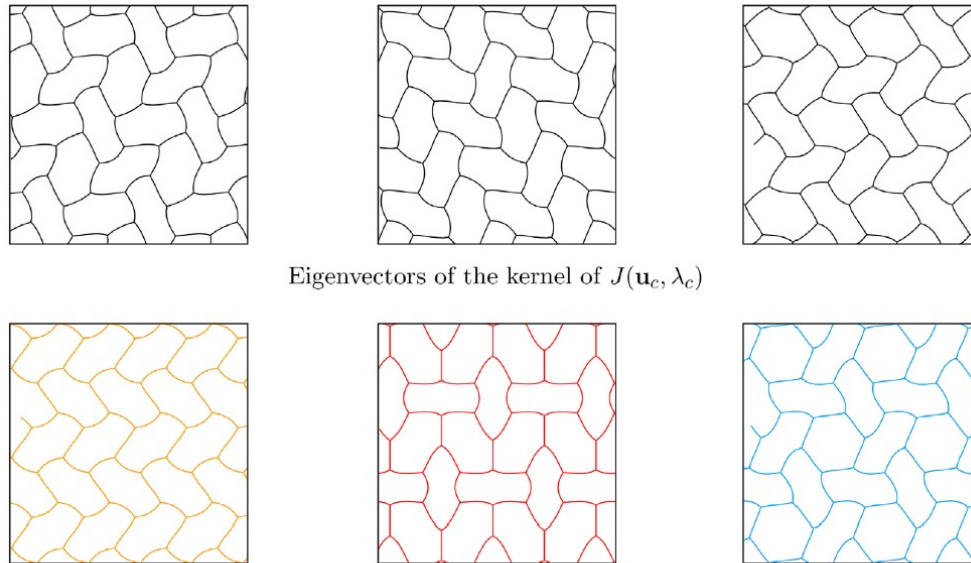 Eigenvectors of the kernel of J(𝐮_c, λ_c)